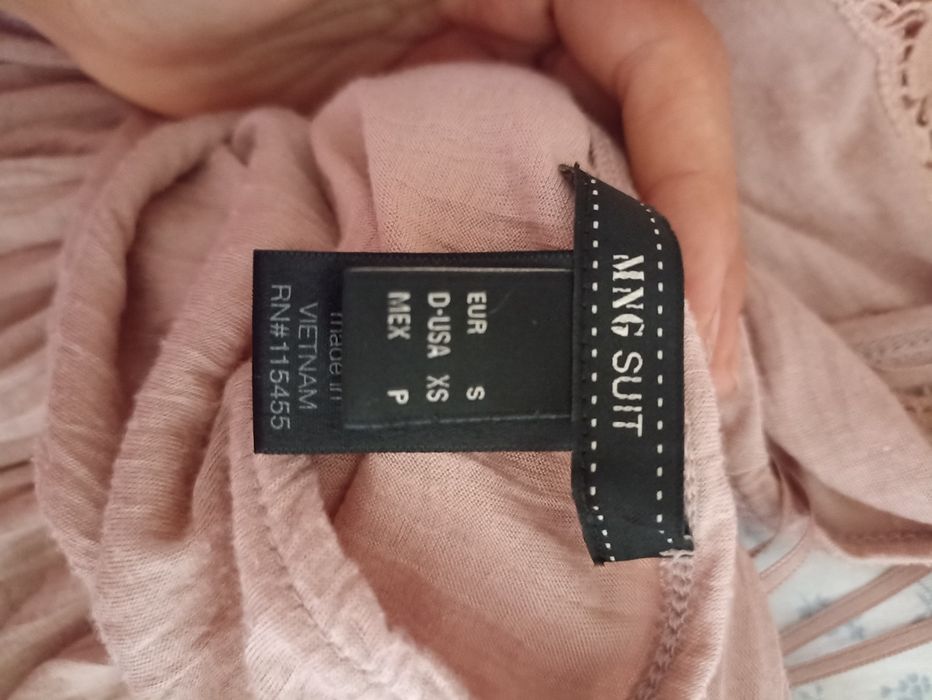 MNG SUIT
EUR S
D-USA XS
MEX P
made in
VIETNAM
RN#115455